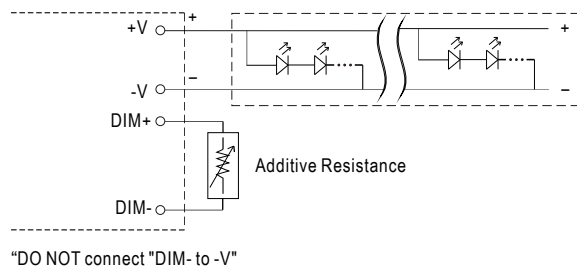 +V
+
+
-V
–
–
DIM+
Additive Resistance
DIM-
“DO NOT connect "DIM- to -V"